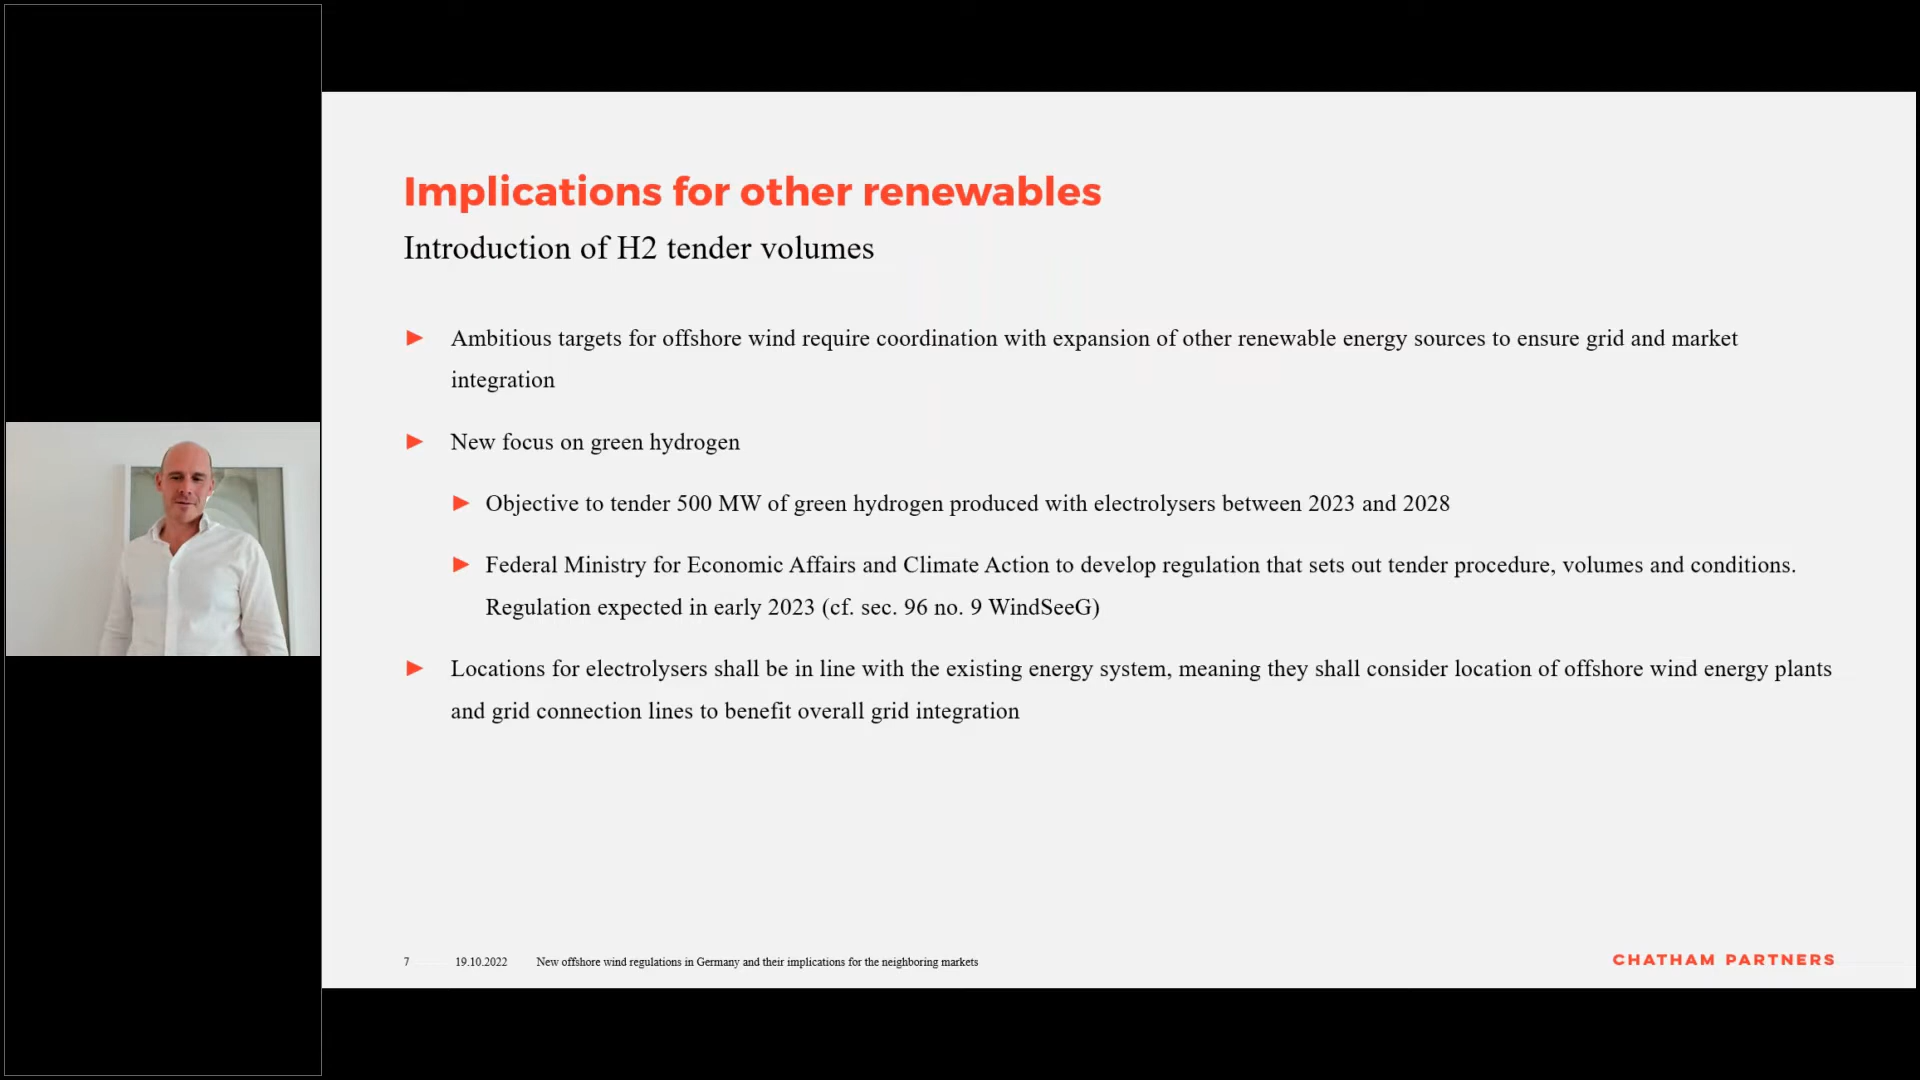 Implications for other renewables
Introduction of H2 tender volumes
Ambitious targets for offshore wind require coordination with expansion of other renewable energy sources to ensure grid and market
integration
New focus on green hydrogen
Objective to tender 500 MW of green hydrogen produced with electrolysers between 2023 and 2028
Federal Ministry for Economic Affairs and Climate Action to develop regulation that sets out tender procedure, volumes and conditions.
Regulation expected in early 2023 (cf. sec. 96 no. 9 WindSeeG)
Locations for electrolysers shall be in line with the existing energy system, meaning they shall consider location of offshore wind energy plants
and grid connection lines to benefit overall grid integration
7 19.10.2022 New offshore wind regulations in Germany and their implications for the neighboring markets
CHATHAM PARTNERS